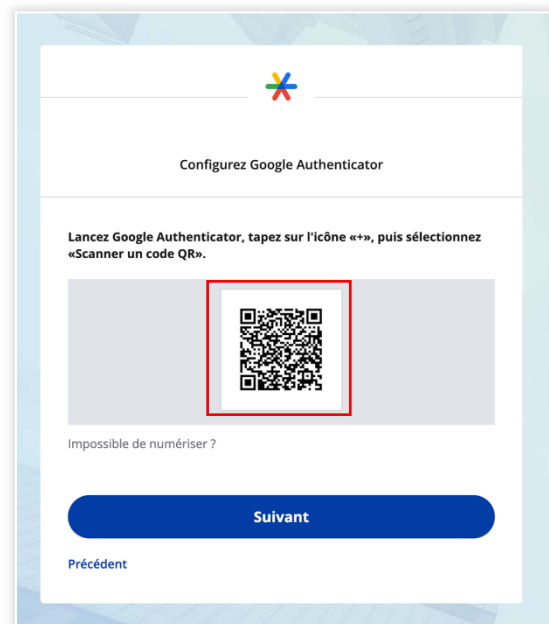 Configurez Google Authenticator
Lancez Google Authenticator, tapez sur l'icône «+», puis sélectionnez
«Scanner un code QR».
Impossible de numériser ?
Suivant
Précédent